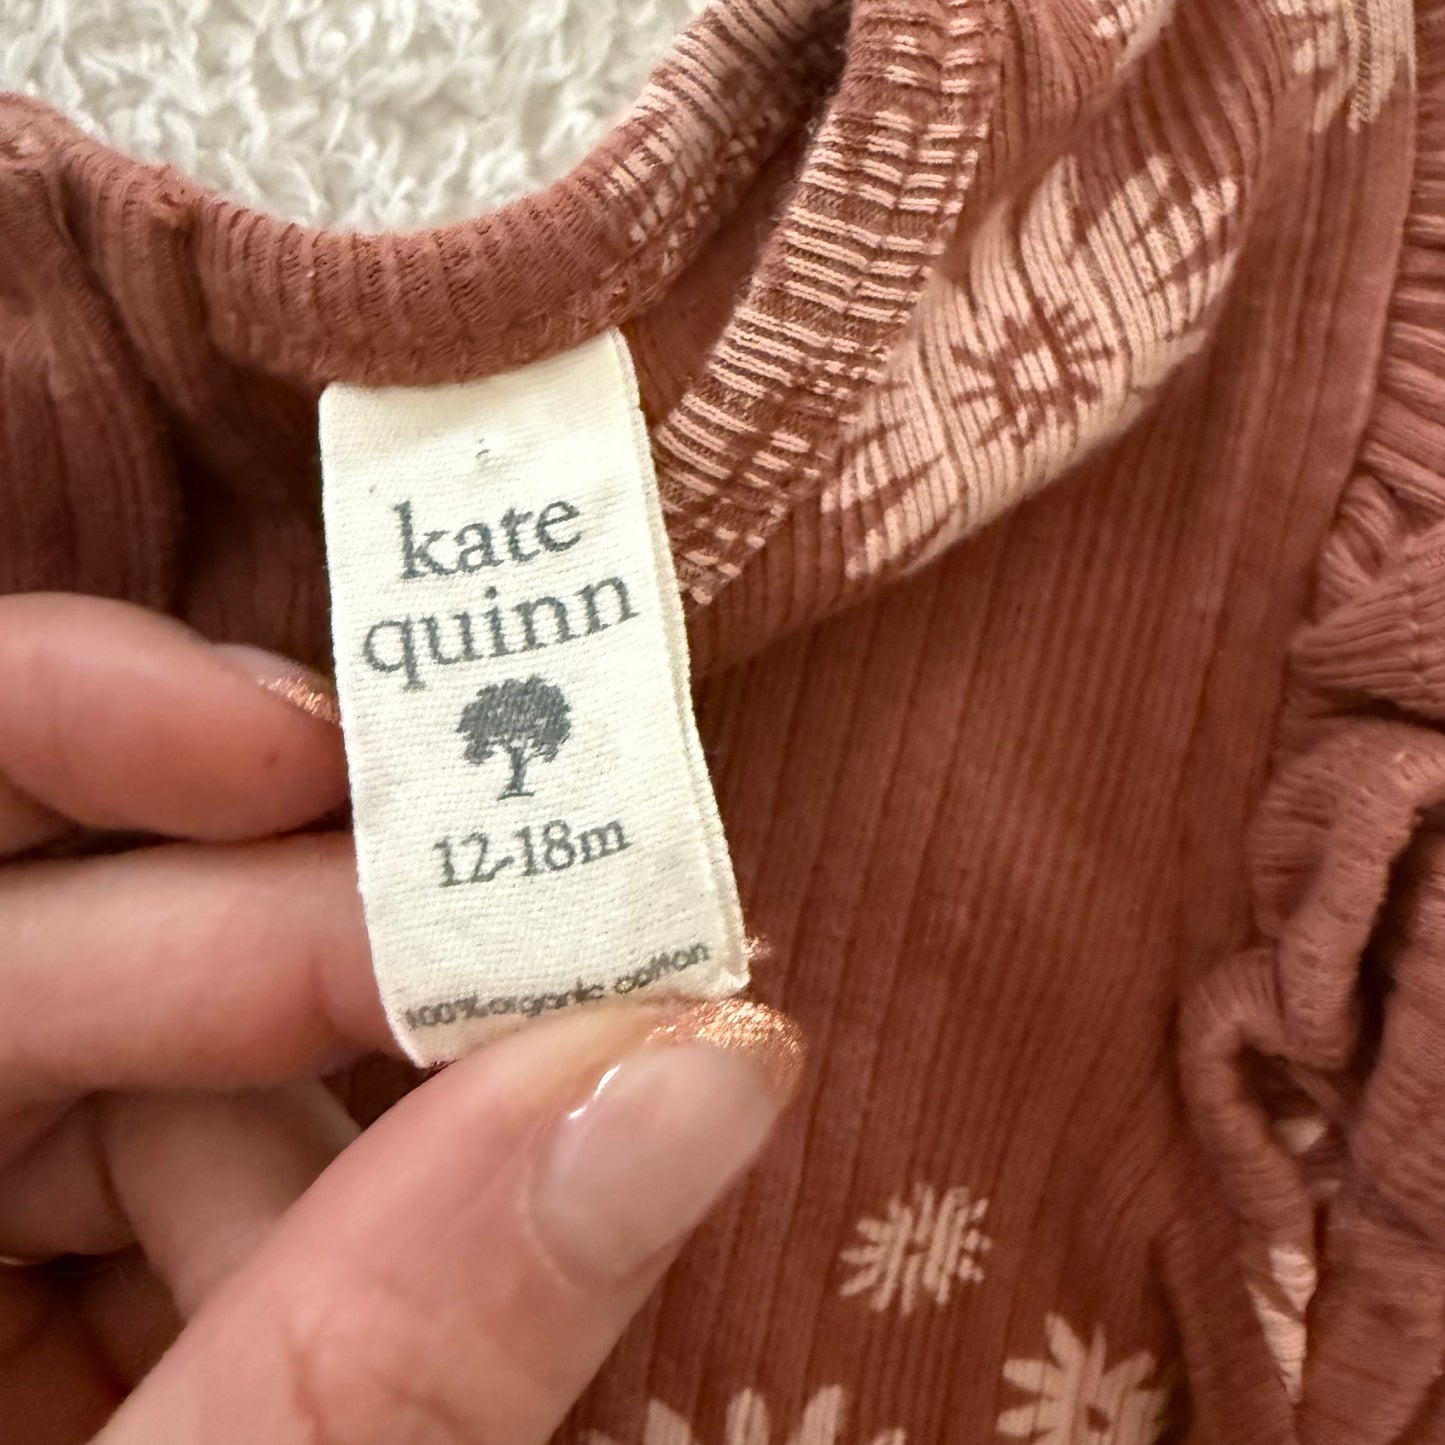 kate
quinn
12-18m
100% organic cotton